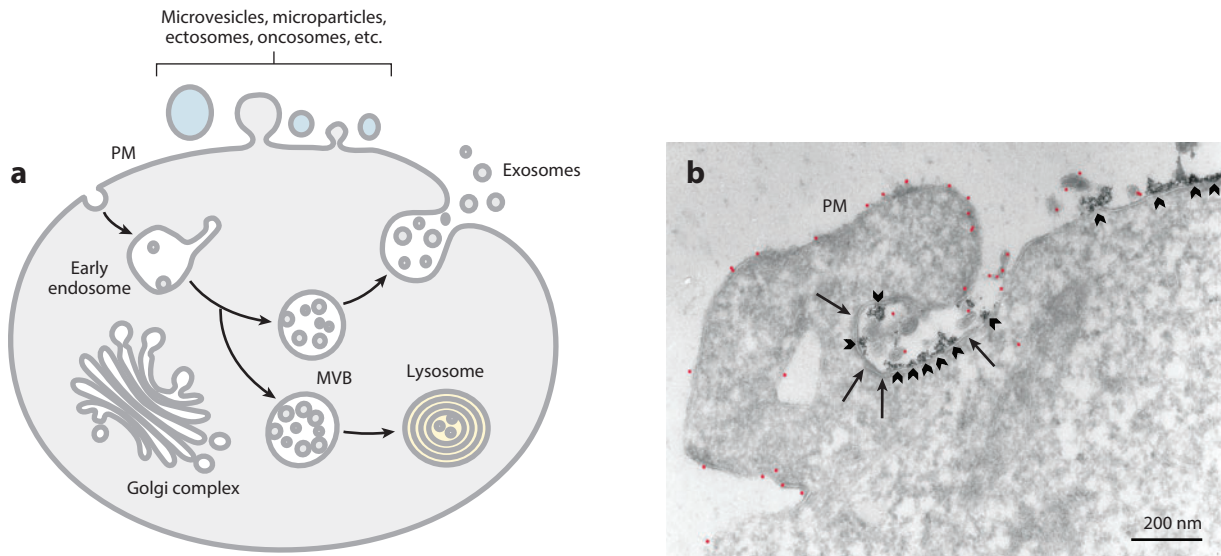 Microvesicles, microparticles,
ectosomes, oncosomes, etc.
a
PM
Exosomes
Early
endosome
MVB
Lysosome
Golgi complex
b
PM
200 nm